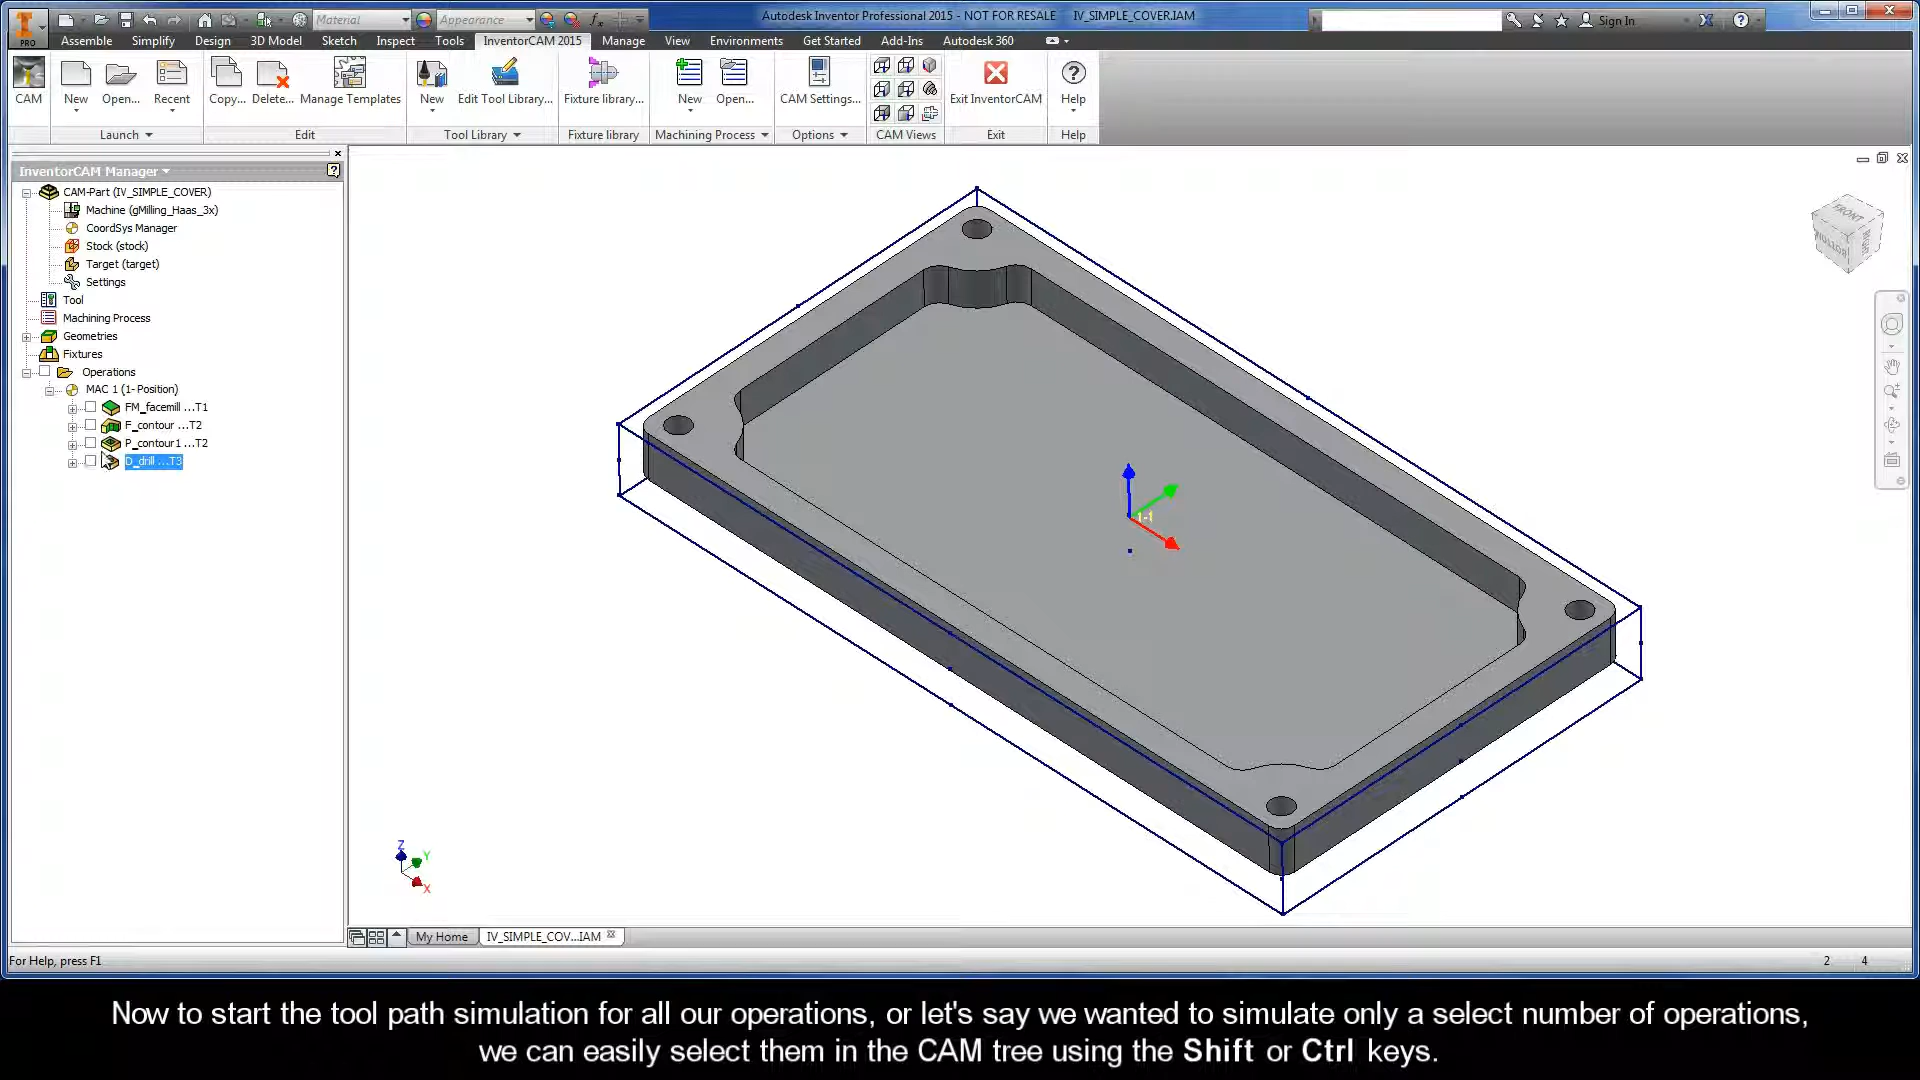 Material
Appearance
Autodesk Inventor Professional 2015 - NOT FOR RESALE IV_SIMPLE_COVER.IAM
Sign In
PRO
Assemble Simplify Design 3D Model Sketch Inspect Tools InventorCAM 2015 Manage View Environments Get Started Add-Ins Autodesk 360
CAM New Open... Recent Copy... Delete... Manage Templates New Edit Tool Library... Fixture library... New Open... CAM Settings... Exit InventorCAM Help
Launch Edit Tool Library Fixture library Machining Process Options CAM Views Exit Help
InventorCAM Manager
CAM-Part (IV_SIMPLE_COVER)
Machine (gMilling_Haas_3x)
CoordSys Manager
Stock (stock)
Target (target)
Settings
Tool
Machining Process
Geometries
Fixtures
Operations
MAC 1 (1- Position)
FM_facemill ...T1
F_contour ...T2
P_contour1 ...T2
D_drill ...T3
FRONT
BOTTOM
1-1
Z
Y
X
My Home IV_SIMPLE_COV...IAM
For Help, press F1
2 4
Now to start the tool path simulation for all our operations, or let's say we wanted to simulate only a select number of operations,
we can easily select them in the CAM tree using the Shift or Ctrl keys.